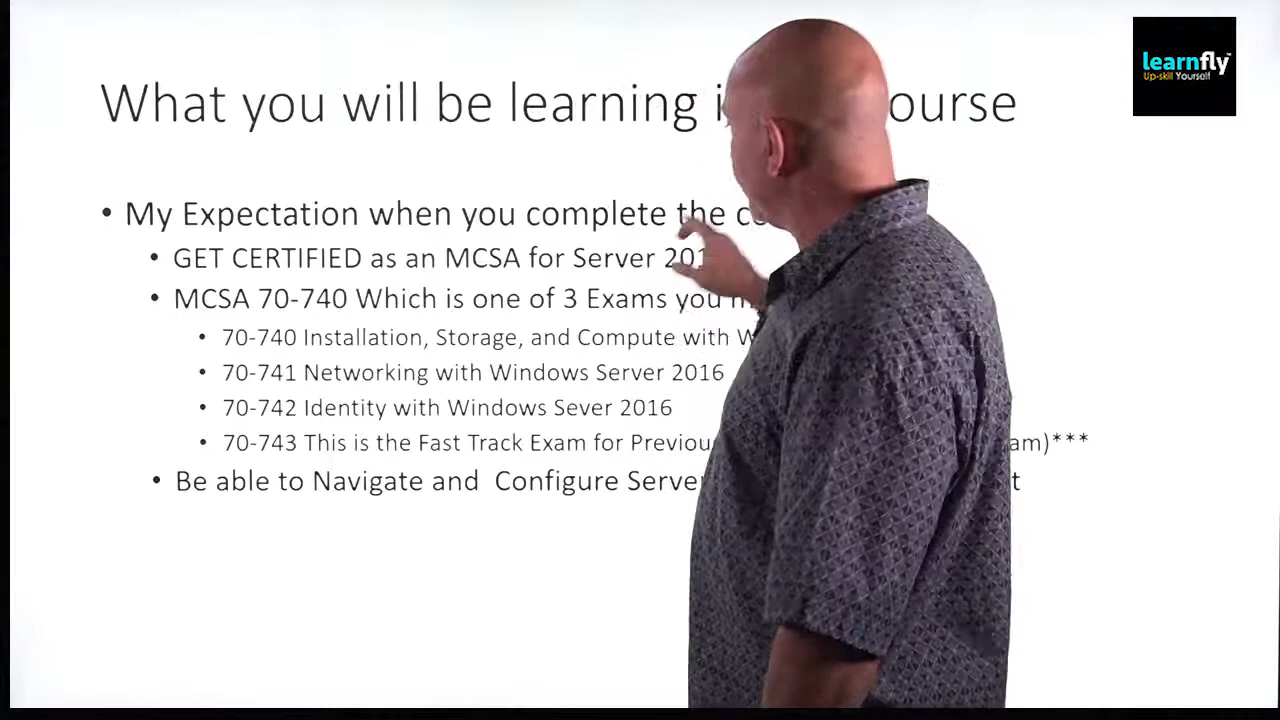 learnfly™
Up-skill Yourself
What you will be learning i ourse
• My Expectation when you complete the c
• GET CERTIFIED as an MCSA for Server 201
• MCSA 70-740 Which is one of 3 Exams you m
• 70-740 Installation, Storage, and Compute with W
• 70-741 Networking with Windows Server 2016
• 70-742 Identity with Windows Sever 2016
• 70-743 This is the Fast Track Exam for Previou am)***
• Be able to Navigate and Configure Server t